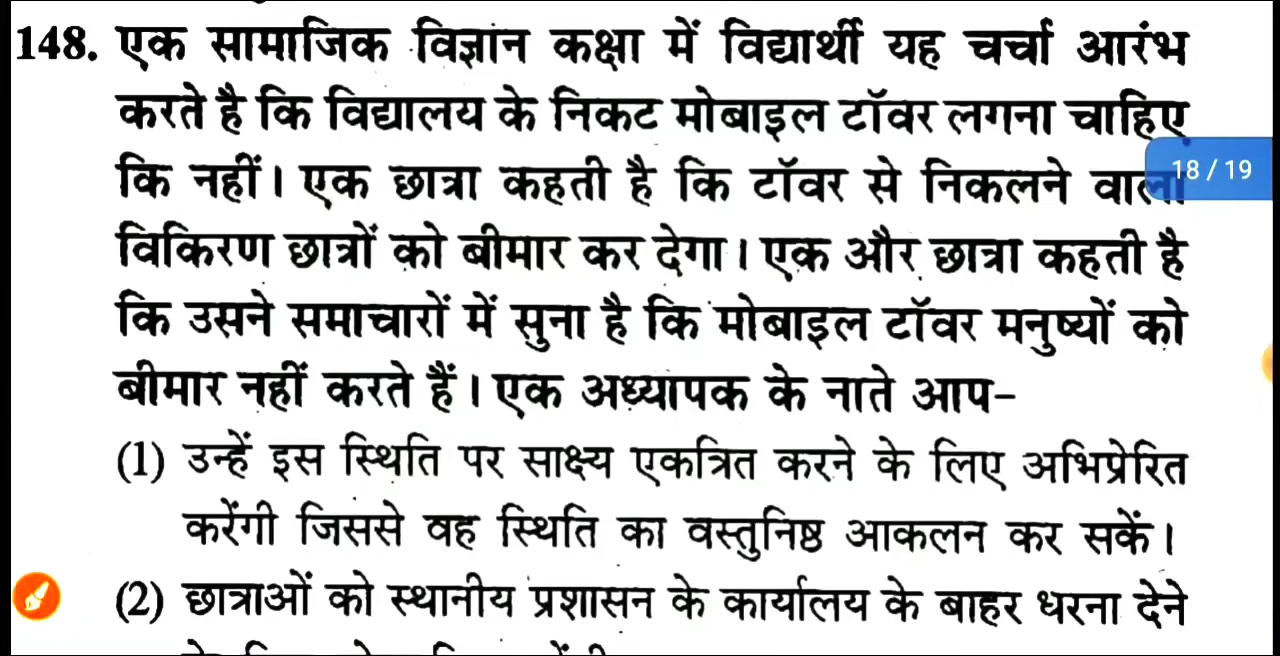 148. एक सामाजिक विज्ञान कक्षा में विद्यार्थी यह चर्चा आरंभ
करते है कि विद्यालय के निकट मोबाइल टॉवर लगना चाहिए
कि नहीं। एक छात्रा कहती है कि टॉवर से निकलने वाला
18 / 19
विकिरण छात्रों को बीमार कर देगा। एक और छात्रा कहती है
कि उसने समाचारों में सुना है कि मोबाइल टॉवर मनुष्यों को
बीमार नहीं करते हैं। एक अध्यापक के नाते आप-
(1) उन्हें इस स्थिति पर साक्ष्य एकत्रित करने के लिए अभिप्रेरित
करेंगी जिससे वह स्थिति का वस्तुनिष्ठ आकलन कर सकें।
(2) छात्राओं को स्थानीय प्रशासन के कार्यालय के बाहर धरना देने